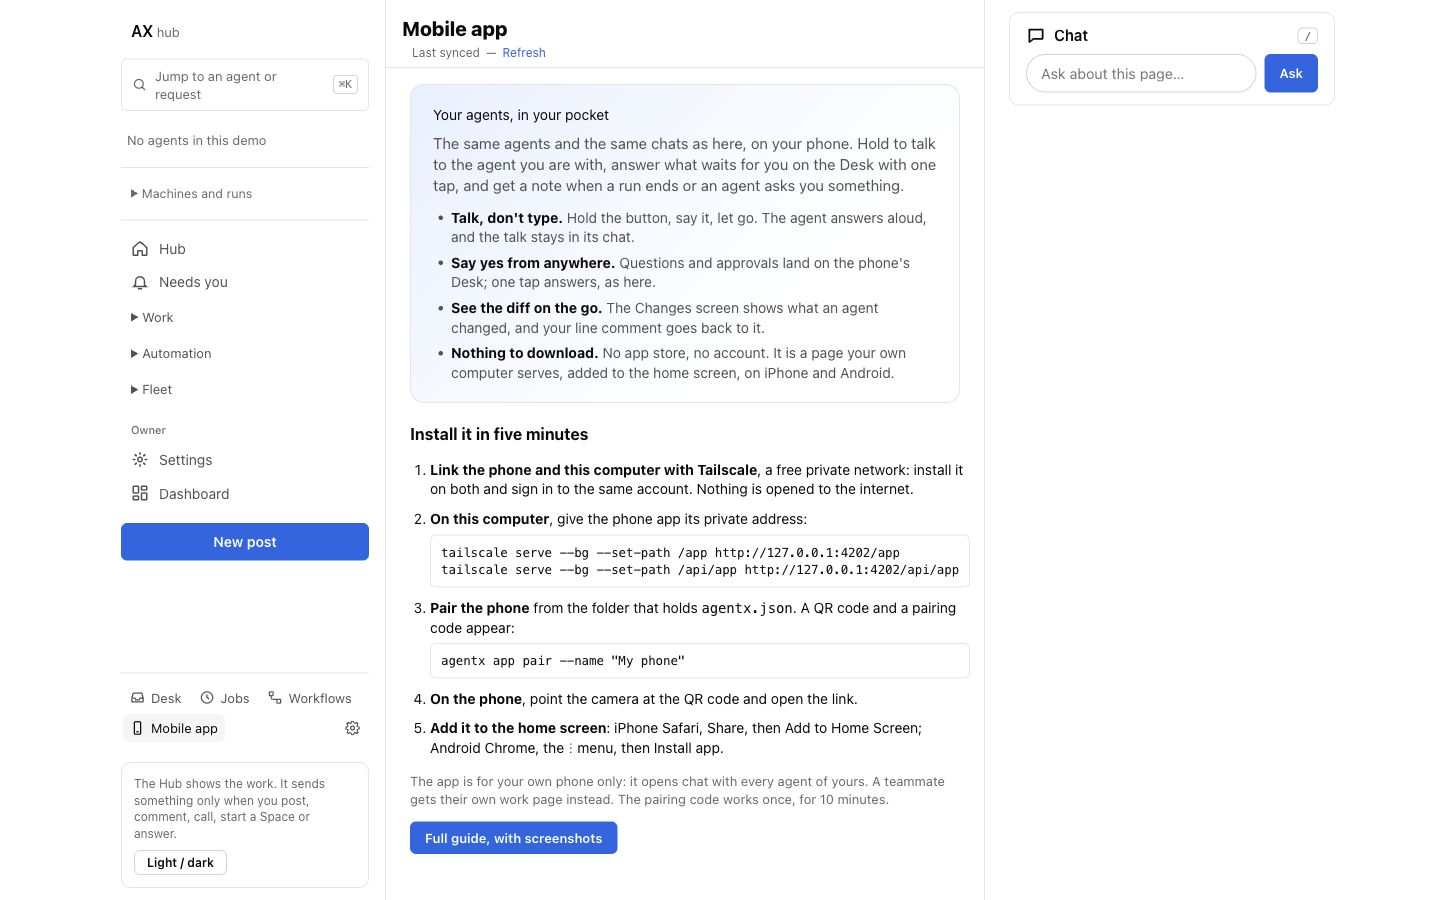 AX hub
Jump to an agent or
request
⌘K
No agents in this demo
Machines and runs
Hub
Needs you
Work
Automation
Fleet
Owner
Settings
Dashboard
New post
Desk
Jobs
Workflows
Mobile app
The Hub shows the work. It sends
something only when you post,
comment, call, start a Space or
answer.
Light / dark
Mobile app
Last synced — Refresh
Your agents, in your pocket
The same agents and the same chats as here, on your phone. Hold to talk
to the agent you are with, answer what waits for you on the Desk with one
tap, and get a note when a run ends or an agent asks you something.
• Talk, don't type. Hold the button, say it, let go. The agent answers aloud,
and the talk stays in its chat.
• Say yes from anywhere. Questions and approvals land on the phone's
Desk; one tap answers, as here.
• See the diff on the go. The Changes screen shows what an agent
changed, and your line comment goes back to it.
• Nothing to download. No app store, no account. It is a page your own
computer serves, added to the home screen, on iPhone and Android.
Install it in five minutes
1. Link the phone and this computer with Tailscale, a free private network: install it
on both and sign in to the same account. Nothing is opened to the internet.
2. On this computer, give the phone app its private address:
tailscale serve --bg --set-path /app http://127.0.0.1:4202/app
tailscale serve --bg --set-path /api/app http://127.0.0.1:4202/api/app
3. Pair the phone from the folder that holds agentx.json. A QR code and a pairing
code appear:
agentx app pair --name "My phone"
4. On the phone, point the camera at the QR code and open the link.
5. Add it to the home screen: iPhone Safari, Share, then Add to Home Screen;
Android Chrome, the ⋮ menu, then Install app.
The app is for your own phone only: it opens chat with every agent of yours. A teammate
gets their own work page instead. The pairing code works once, for 10 minutes.
Full guide, with screenshots
Chat
/
Ask about this page...
Ask